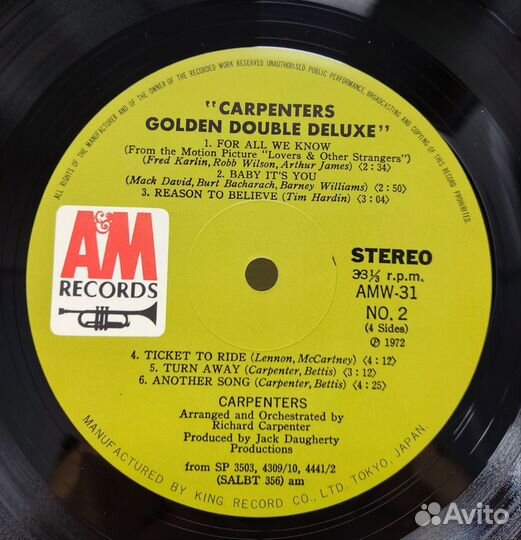 ALL RIGHTS OF THE MANUFACTURER AND OF THE OWNER OF THE RECORDED WORK RESERVED. UNAUTHORISED PUBLIC PERFORMANCE, BROADCASTING AND COPYING OF THIS RECORD PROHIBITED.
"CARPENTERS
GOLDEN DOUBLE DELUXE"
1. FOR ALL WE KNOW
(From the Motion Picture "Lovers & Other Strangers")
(Fred Karlin, Robb Wilson, Arthur James) (2:34)
2. BABY IT'S YOU
(Mack David, Burt Bacharach, Barney Williams) (2:50)
3. REASON TO BELIEVE (Tim Hardin) (3:04)
A&M
RECORDS
STEREO
33⅓ r.p.m.
AMW-31
NO. 2
(4 Sides)
Ⓟ 1972
4. TICKET TO RIDE (Lennon, McCartney) (4:12)
5. TURN AWAY (Carpenter, Bettis) (3:12)
6. ANOTHER SONG (Carpenter, Bettis) (4:25)
CARPENTERS
Arranged and Orchestrated by
Richard Carpenter
Produced by Jack Daugherty
Productions
from SP 3503, 4309/10, 4441/2
(SALBT 356) am
MANUFACTURED BY KING RECORD CO., LTD. TOKYO, JAPAN.
Avito